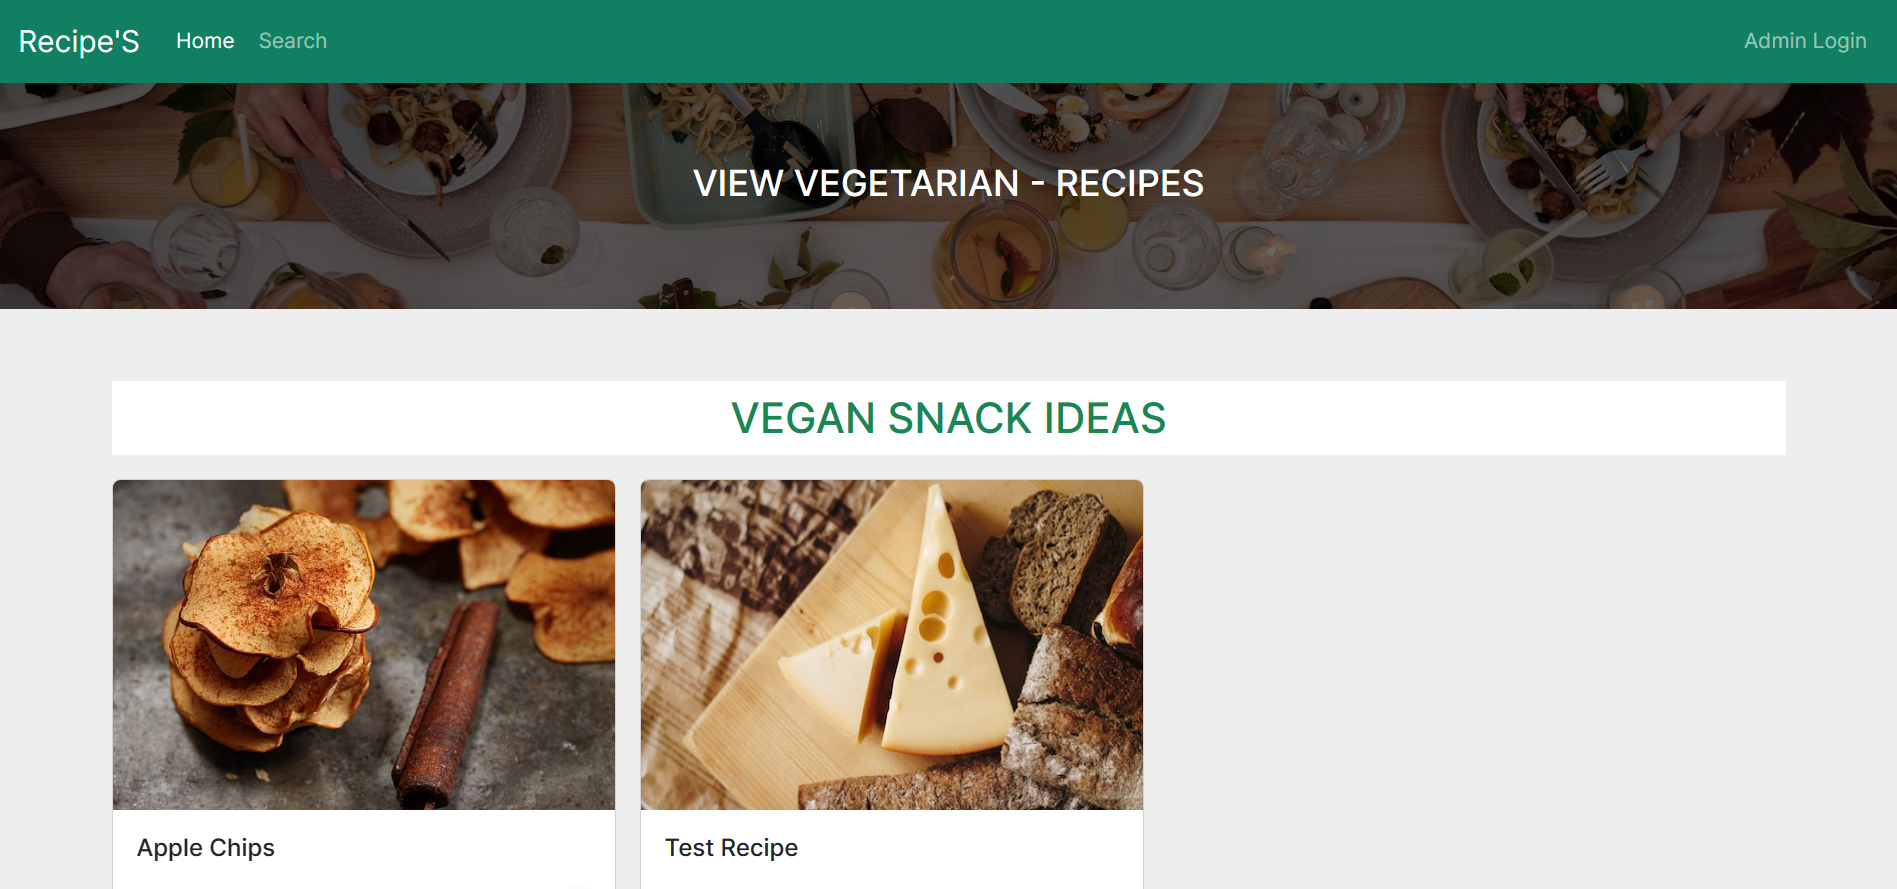 Recipe'S Home Search Admin Login
VIEW VEGETARIAN - RECIPES
VEGAN SNACK IDEAS
Apple Chips
Test Recipe